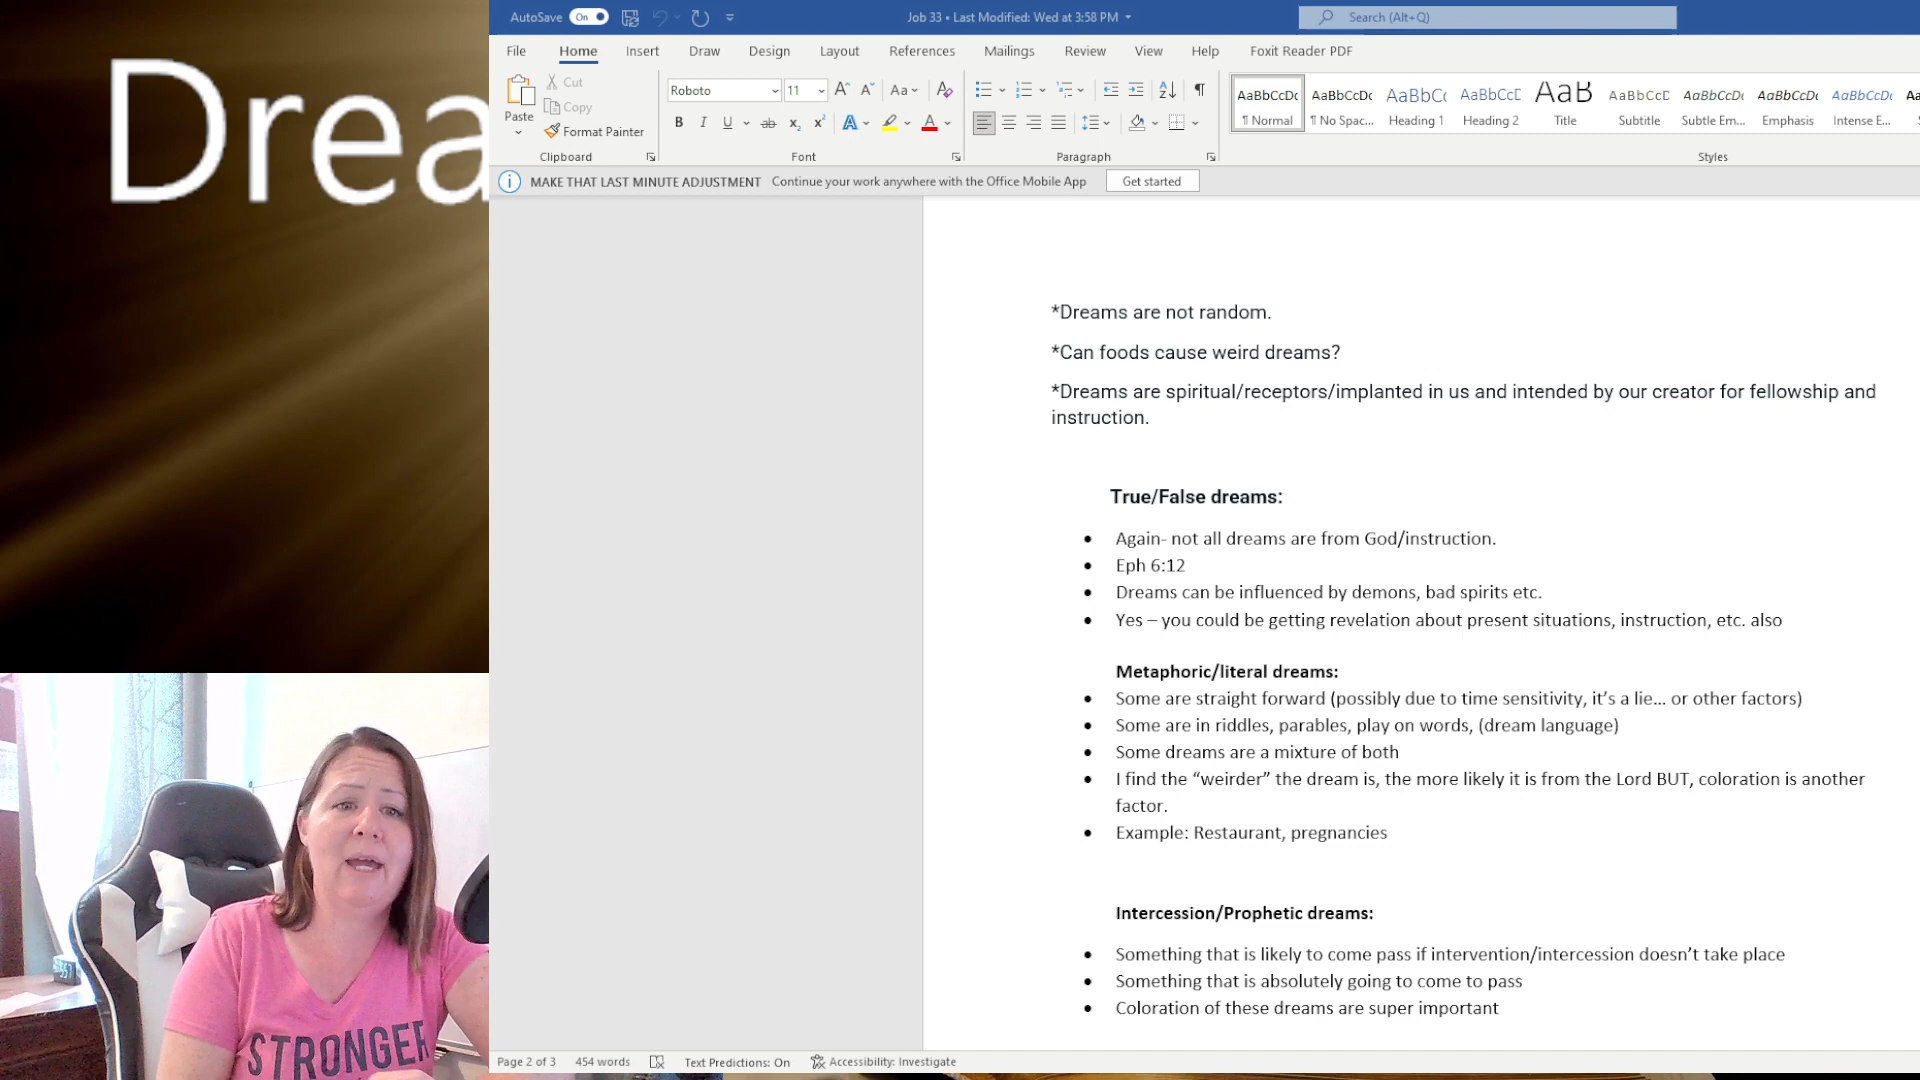 Drea
AutoSave On
Job 33 • Last Modified: Wed at 3:58 PM
Search (Alt+Q)
File Home Insert Draw Design Layout References Mailings Review View Help Foxit Reader PDF
Paste
Cut
Copy
Format Painter
Clipboard
Roboto 11
Font
Paragraph
AaBbCcDc AaBbCcDc AaBbCc AaBbCcD AaB AaBbCcD AaBbCcDc AaBbCcDc AaBbCcDc
¶ Normal ¶ No Spac... Heading 1 Heading 2 Title Subtitle Subtle Em... Emphasis Intense E...
Styles
MAKE THAT LAST MINUTE ADJUSTMENT Continue your work anywhere with the Office Mobile App Get started
*Dreams are not random.
*Can foods cause weird dreams?
*Dreams are spiritual/receptors/implanted in us and intended by our creator for fellowship and
instruction.
True/False dreams:
• Again- not all dreams are from God/instruction.
• Eph 6:12
• Dreams can be influenced by demons, bad spirits etc.
• Yes – you could be getting revelation about present situations, instruction, etc. also
Metaphoric/literal dreams:
• Some are straight forward (possibly due to time sensitivity, it’s a lie… or other factors)
• Some are in riddles, parables, play on words, (dream language)
• Some dreams are a mixture of both
• I find the “weirder” the dream is, the more likely it is from the Lord BUT, coloration is another
factor.
• Example: Restaurant, pregnancies
Intercession/Prophetic dreams:
• Something that is likely to come pass if intervention/intercession doesn’t take place
• Something that is absolutely going to come to pass
• Coloration of these dreams are super important
STRONGER
Page 2 of 3 454 words Text Predictions: On Accessibility: Investigate